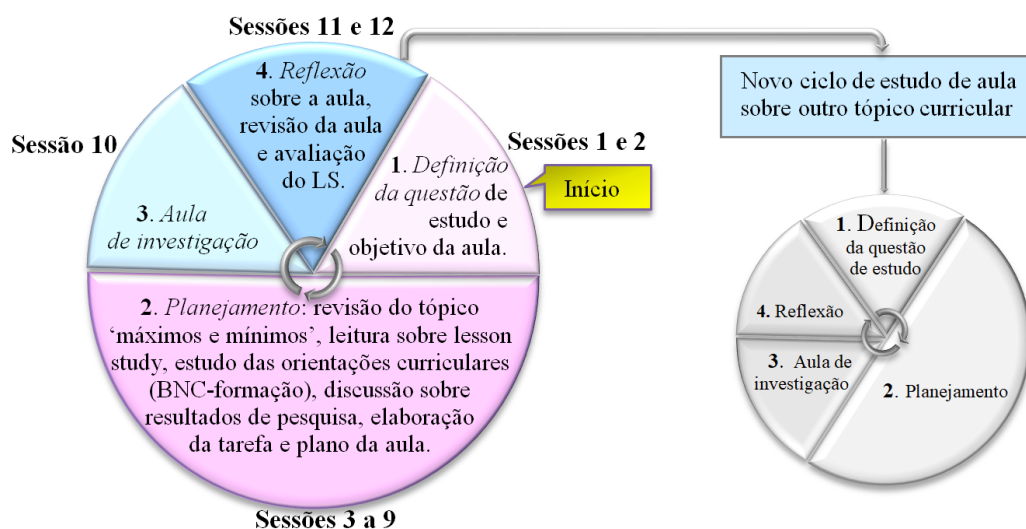 Sessões 11 e 12
4. Reflexão
sobre a aula,
revisão da aula
e avaliação
do LS.
Sessões 1 e 2
1. Definição
da questão de
estudo e
objetivo da aula.
Início
Sessão 10
3. Aula
de investigação
2. Planejamento: revisão do tópico
‘máximos e mínimos’, leitura sobre lesson
study, estudo das orientações curriculares
(BNC-formação), discussão sobre
resultados de pesquisa, elaboração
da tarefa e plano da aula.
Sessões 3 a 9
Novo ciclo de estudo de aula
sobre outro tópico curricular
1. Definição
da questão
de estudo
4. Reflexão
3. Aula de
investigação
2. Planejamento